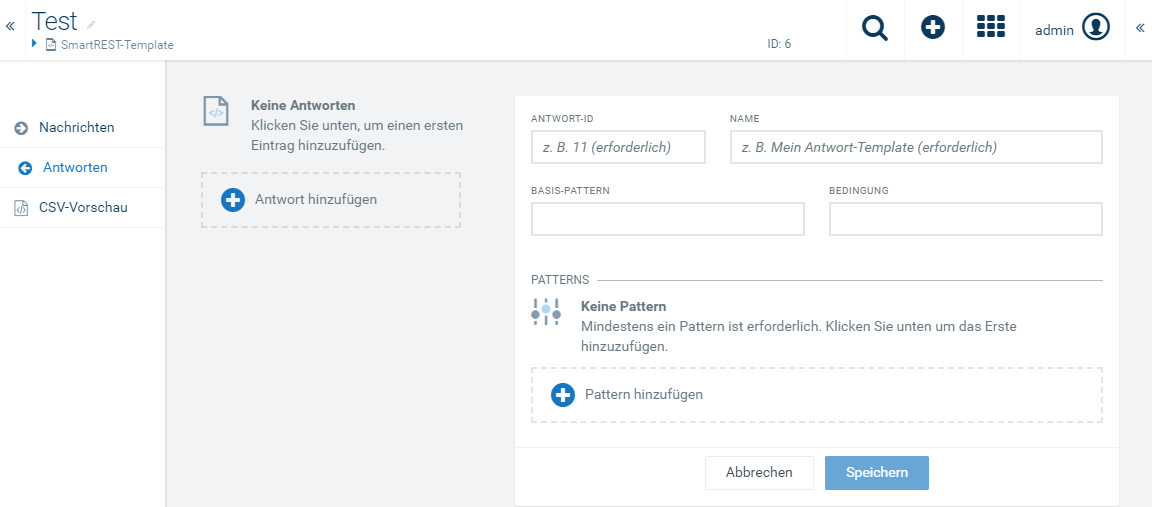 Test
SmartREST-Template
ID: 6
admin
Nachrichten
Antworten
CSV-Vorschau
Keine Antworten
Klicken Sie unten, um einen ersten
Eintrag hinzuzufügen.
Antwort hinzufügen
ANTWORT-ID
NAME
z. B. 11 (erforderlich)
z. B. Mein Antwort-Template (erforderlich)
BASIS-PATTERN
BEDINGUNG
PATTERNS
Keine Pattern
Mindestens ein Pattern ist erforderlich. Klicken Sie unten um das Erste
hinzuzufügen.
Pattern hinzufügen
Abbrechen
Speichern